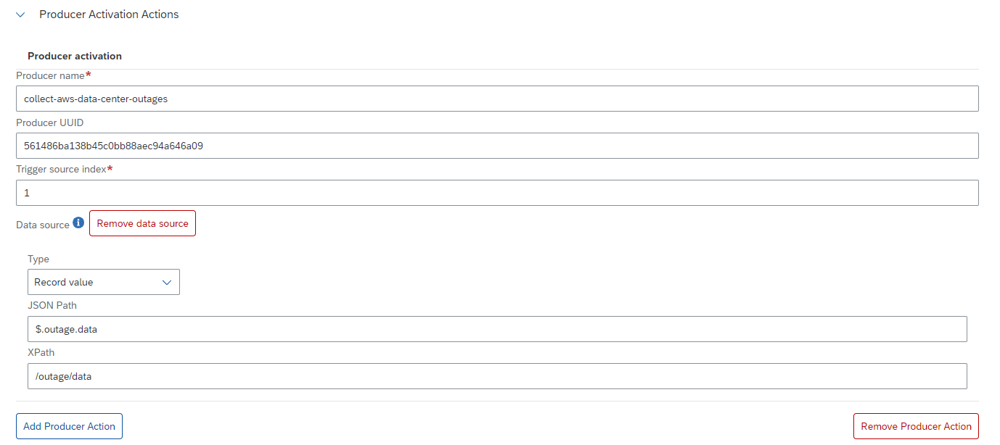 Producer Activation Actions
Producer activation
Producer name*
collect-aws-data-center-outages
Producer UUID
561486ba138b45c0bb88aec94a646a09
Trigger source index*
1
Data source i Remove data source
Type
Record value
JSON Path
$.outage.data
XPath
/outage/data
Add Producer Action Remove Producer Action